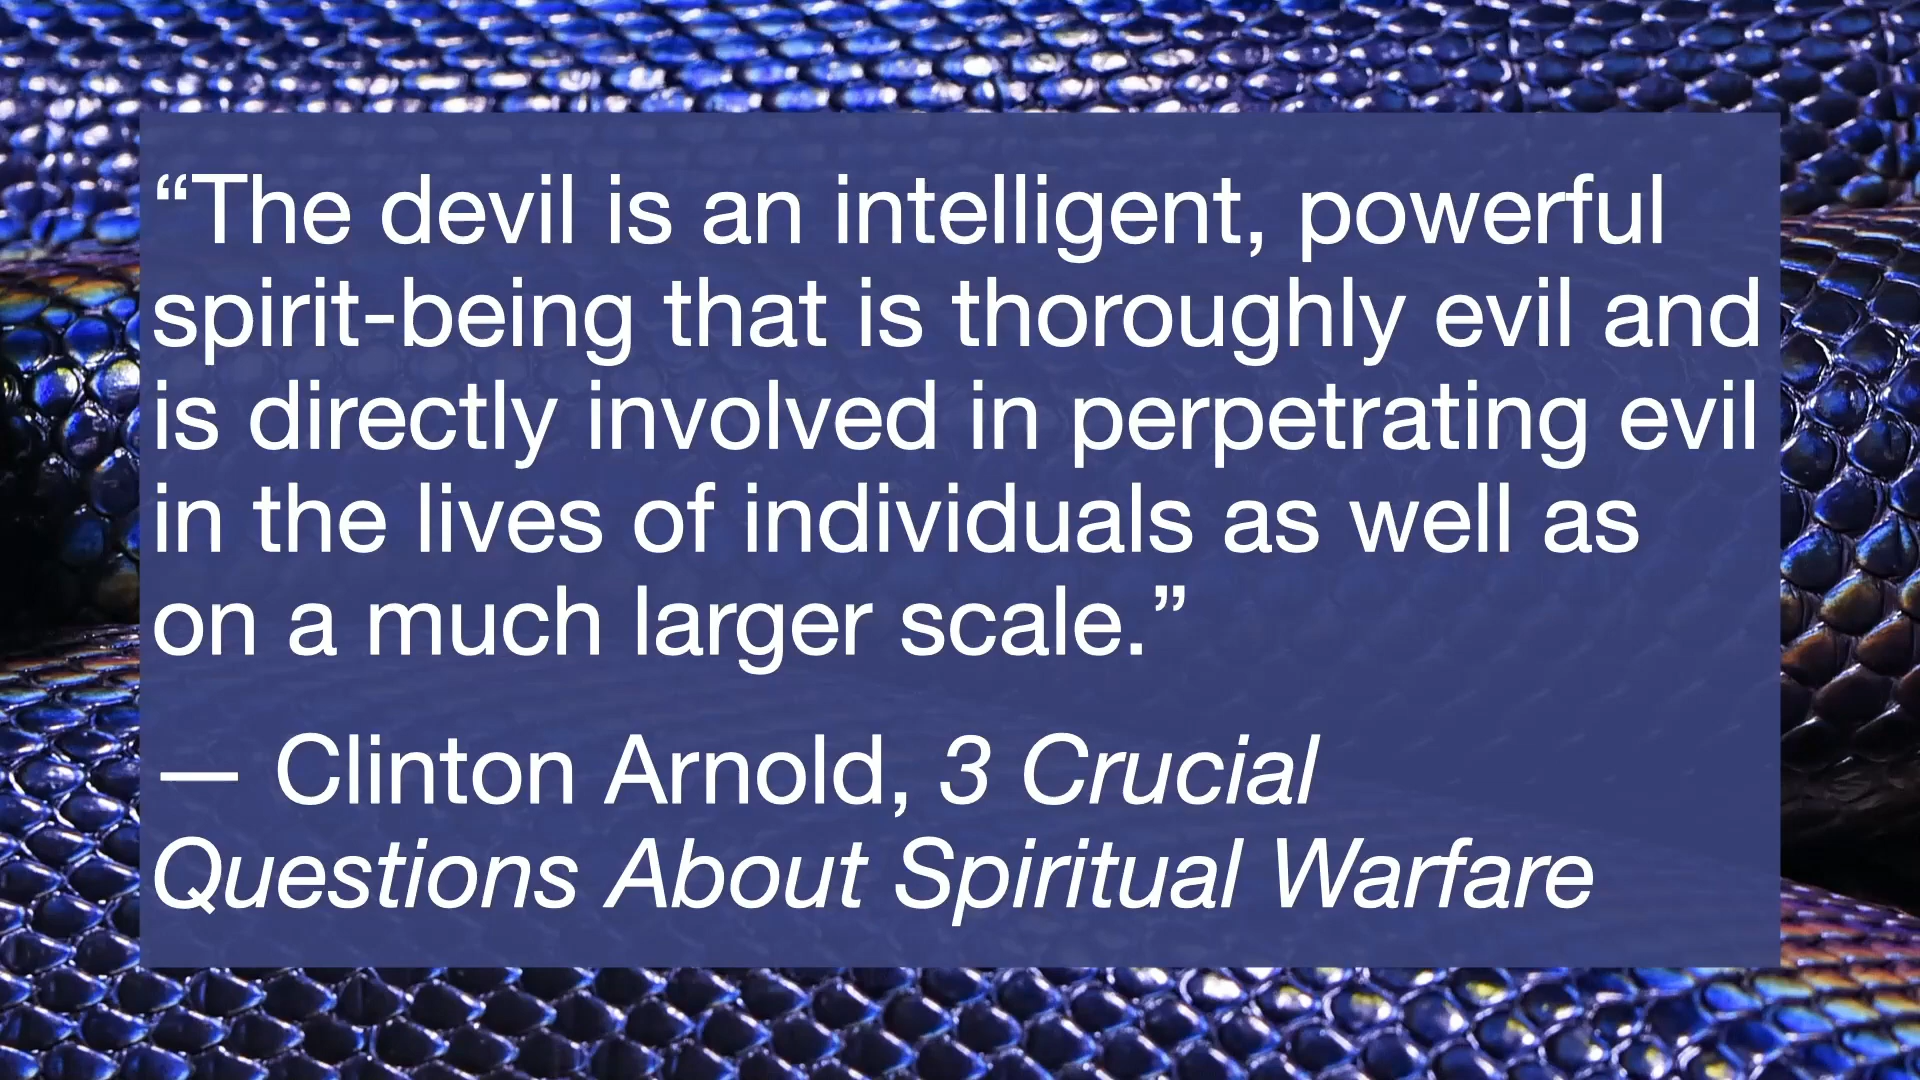 “The devil is an intelligent, powerful
spirit-being that is thoroughly evil and
is directly involved in perpetrating evil
in the lives of individuals as well as
on a much larger scale.”
— Clinton Arnold, 3 Crucial
Questions About Spiritual Warfare